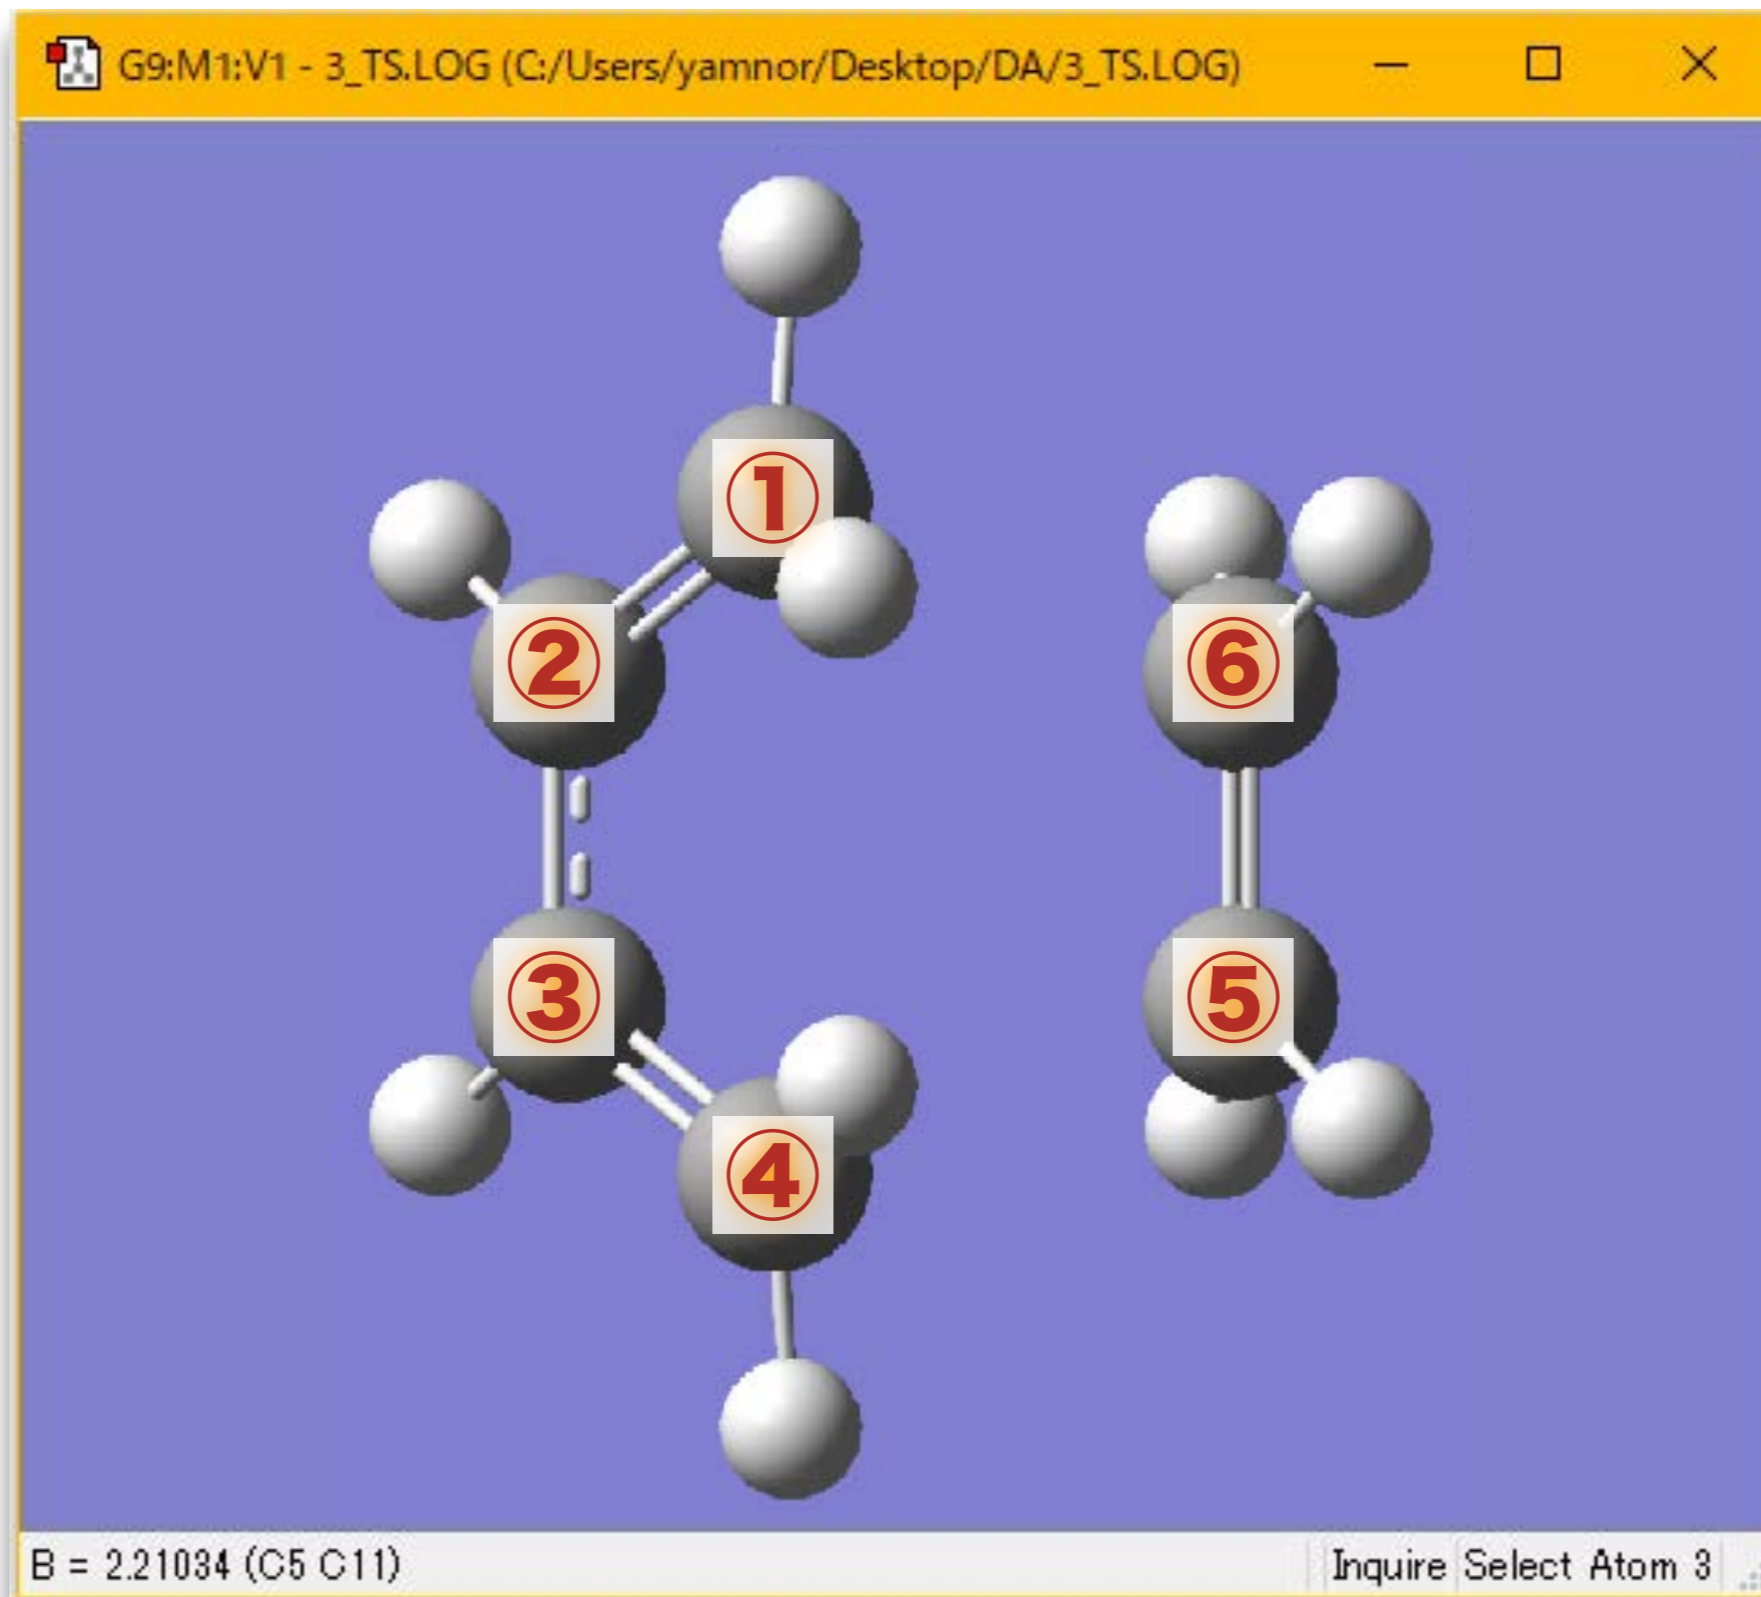 G9:M1:V1 - 3_TS.LOG (C:/Users/yamnor/Desktop/DA/3_TS.LOG)
①
②
⑥
③
⑤
④
B = 2.21034 (C5 C11)
Inquire
Select Atom 3